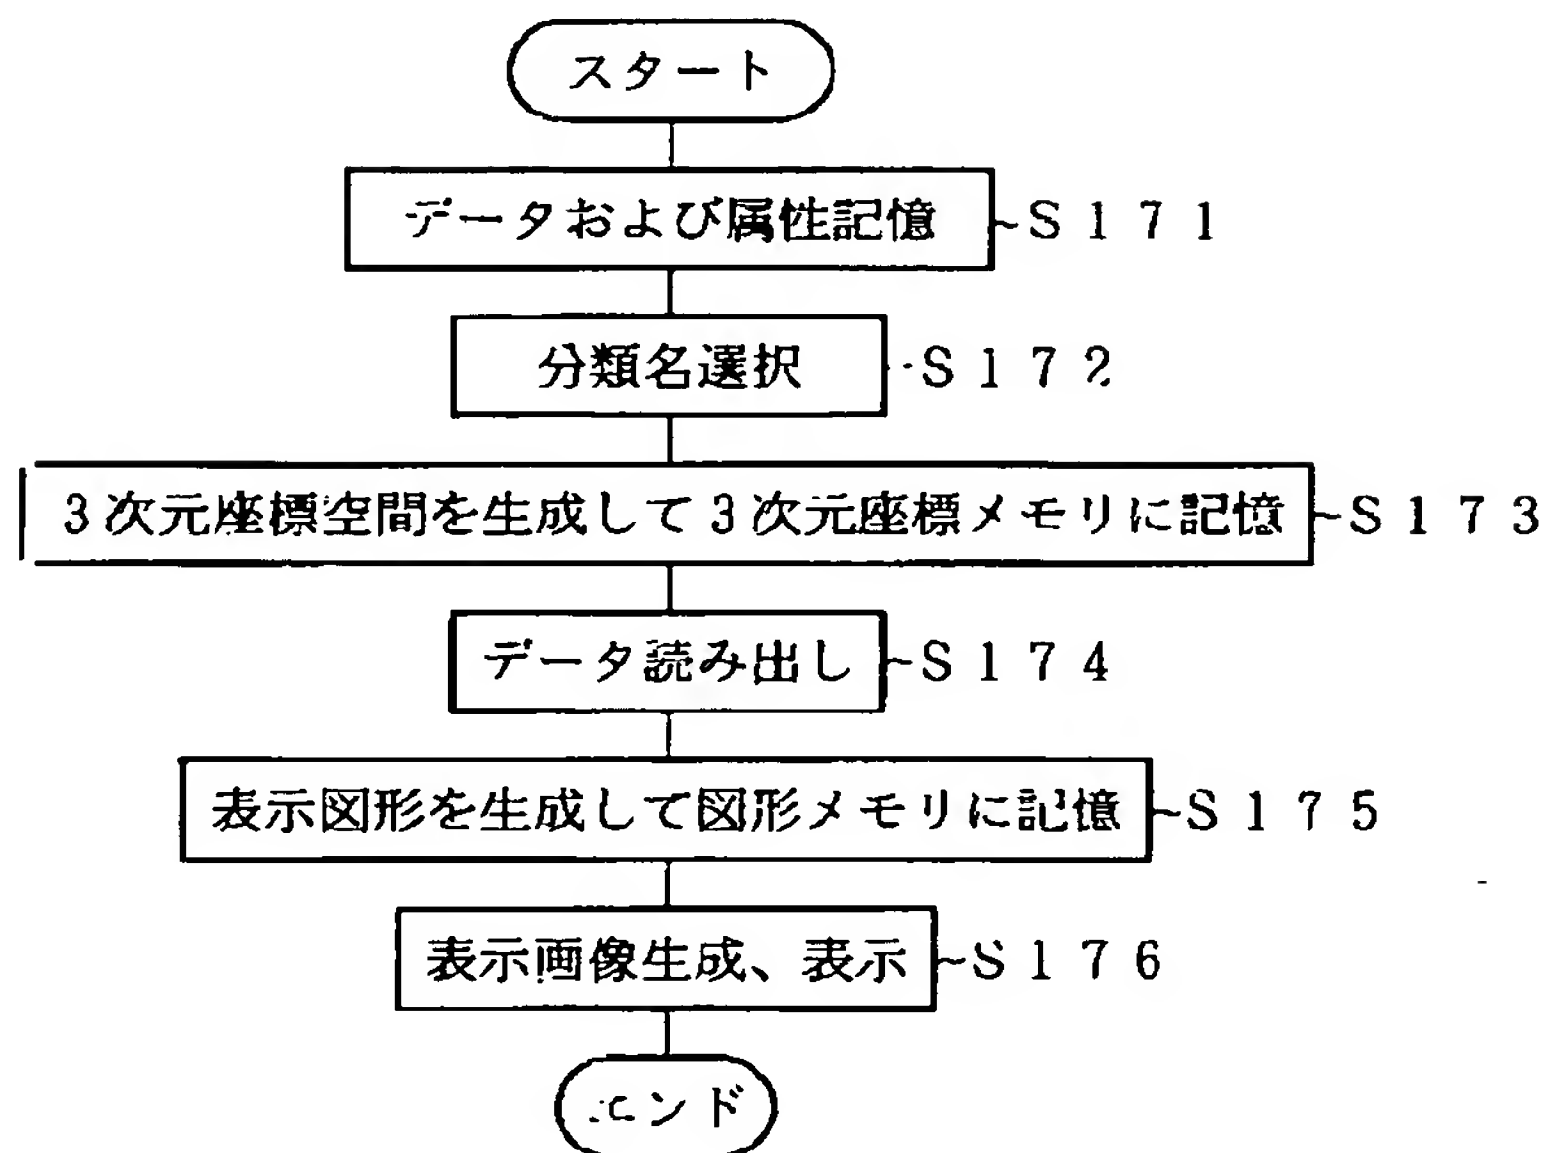 スタート
データおよび属性記憶 ~S171
分類名選択 S172
3次元座標空間を生成して3次元座標メモリに記憶 ~S173
データ読み出し ~S174
表示図形を生成して図形メモリに記憶 ~S175
表示画像生成、表示 ~S176
エンド